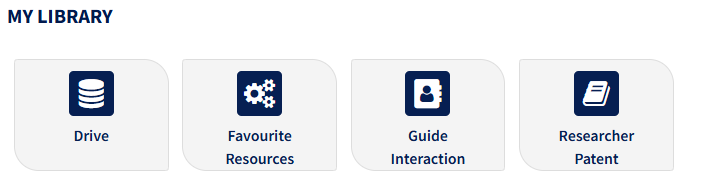 MY LIBRARY
Drive
Favourite
Resources
Guide
Interaction
Researcher
Patent